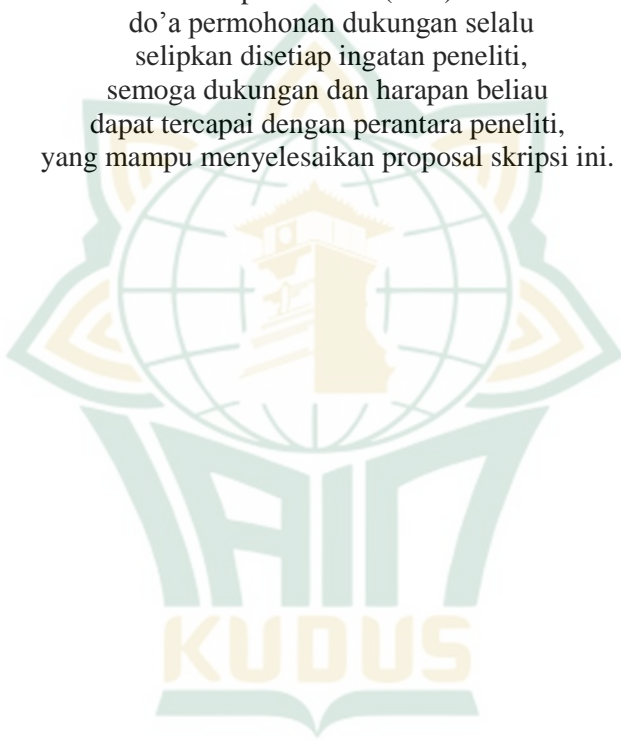 do’a permohonan dukungan selalu
selipkan disetiap ingatan peneliti,
semoga dukungan dan harapan beliau
dapat tercapai dengan perantara peneliti,
yang mampu menyelesaikan proposal skripsi ini.
IAIN
KUDUS